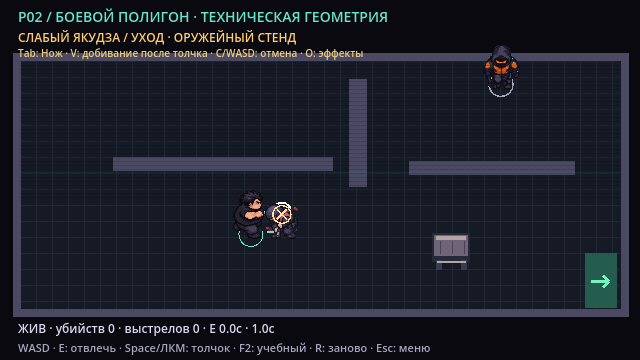 P02 / БОЕВОЙ ПОЛИГОН · ТЕХНИЧЕСКАЯ ГЕОМЕТРИЯ
СЛАБЫЙ ЯКУДЗА / УХОД · ОРУЖЕЙНЫЙ СТЕНД
Tab: Нож · V: добивание после толчка · C/WASD: отмена · O: эффекты
ЖИВ · убийств 0 · выстрелов 0 · E 0.0с · 1.0с
WASD · E: отвлечь · Space/ЛКМ: толчок · F2: учебный · R: заново · Esc: меню